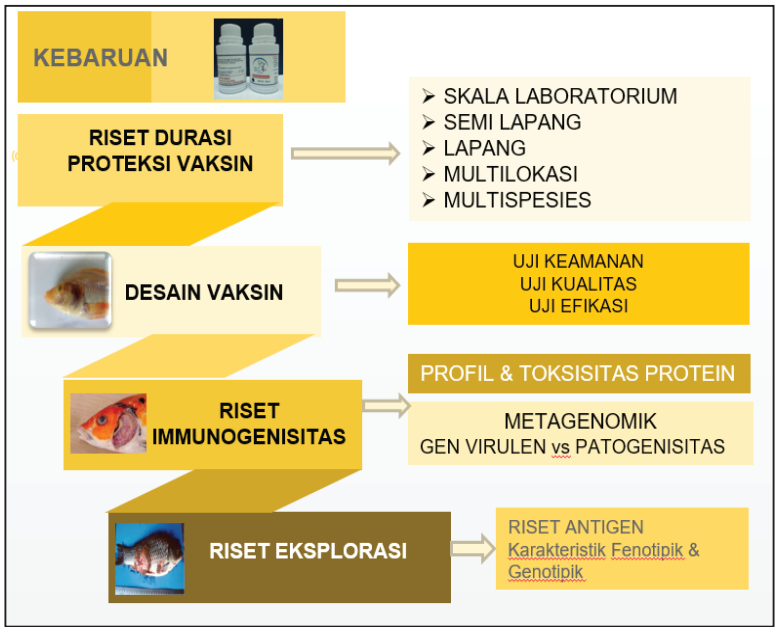 KEBARUAN
RISET DURASI
PROTEKSI VAKSIN
➢ SKALA LABORATORIUM
➢ SEMI LAPANG
➢ LAPANG
➢ MULTILOKASI
➢ MULTISPESIES
DESAIN VAKSIN
UJI KEAMANAN
UJI KUALITAS
UJI EFIKASI
RISET
IMMUNOGENISITAS
PROFIL & TOKSISITAS PROTEIN
METAGENOMIK
GEN VIRULEN vs PATOGENISITAS
RISET EKSPLORASI
RISET ANTIGEN
Karakteristik Fenotipik &
Genotipik